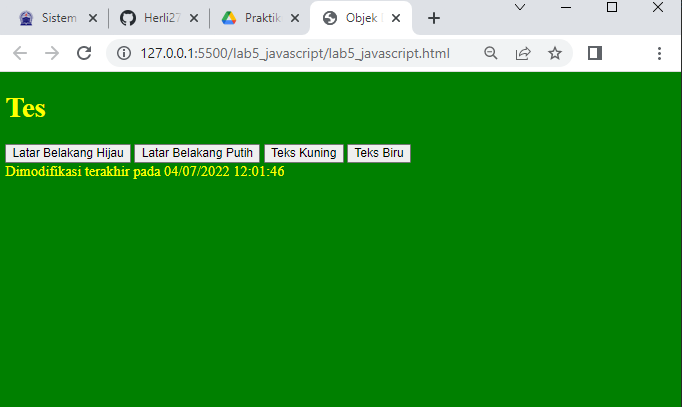 Sistem
Herli27
Praktik
Objek
127.0.0.1:5500/lab5_javascript/lab5_javascript.html
Tes
Latar Belakang Hijau Latar Belakang Putih Teks Kuning Teks Biru
Dimodifikasi terakhir pada 04/07/2022 12:01:46